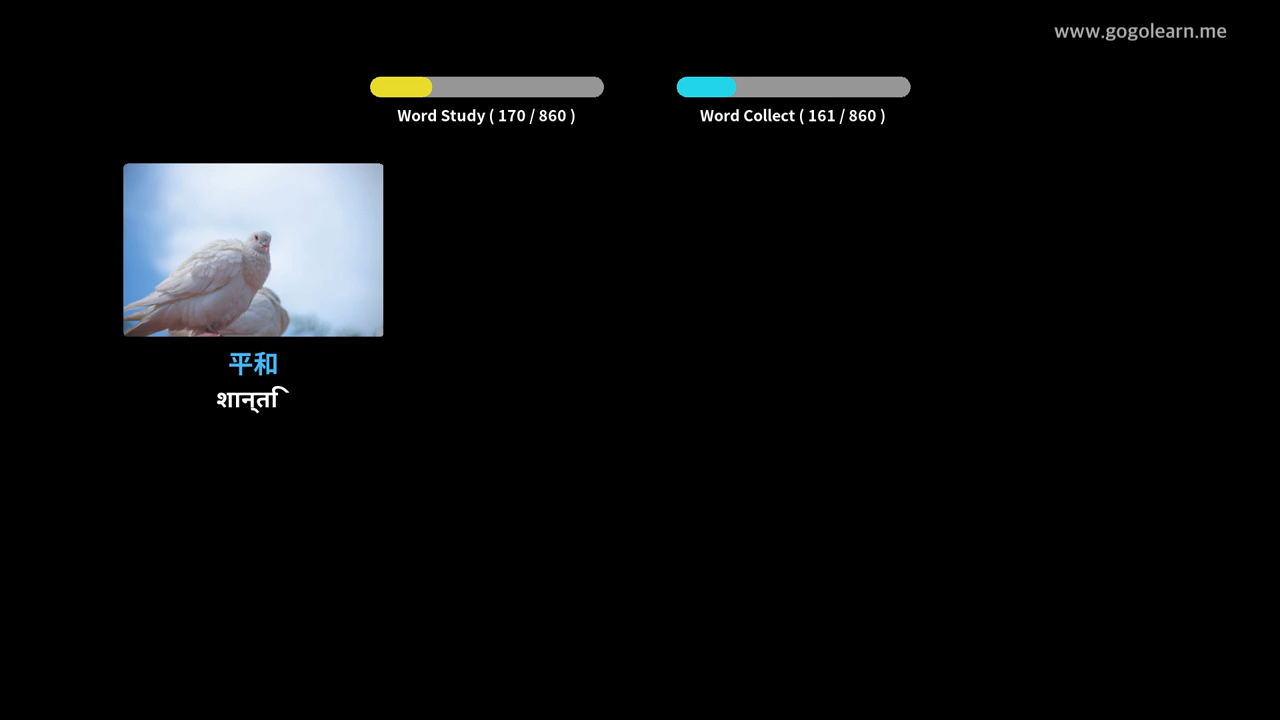 www.gogolearn.me
Word Study ( 170 / 860 )
Word Collect ( 161 / 860 )
平和
शान्ति